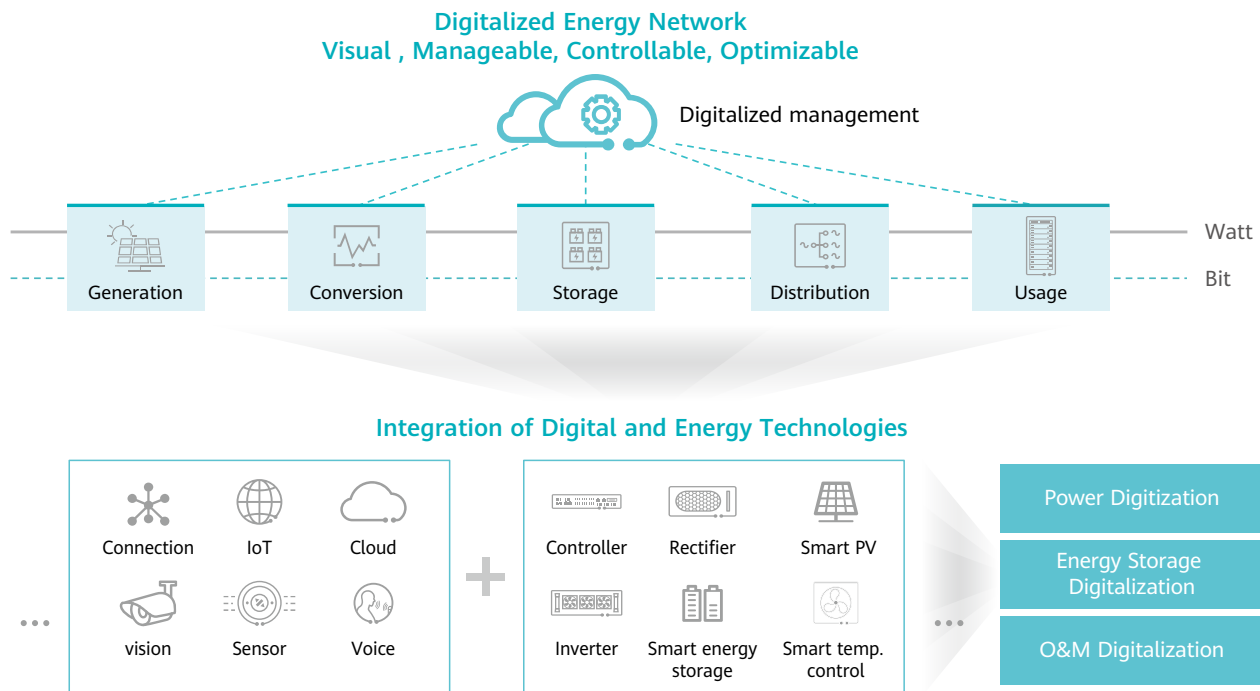 Digitalized Energy Network
Visual , Manageable, Controllable, Optimizable
Digitalized management
Watt
Bit
Generation
Conversion
Storage
Distribution
Usage
Integration of Digital and Energy Technologies
Connection
IoT
Cloud
vision
Sensor
Voice
...
Controller
Rectifier
Smart PV
Inverter
Smart energy
storage
Smart temp.
control
...
Power Digitization
Energy Storage
Digitalization
O&M Digitalization